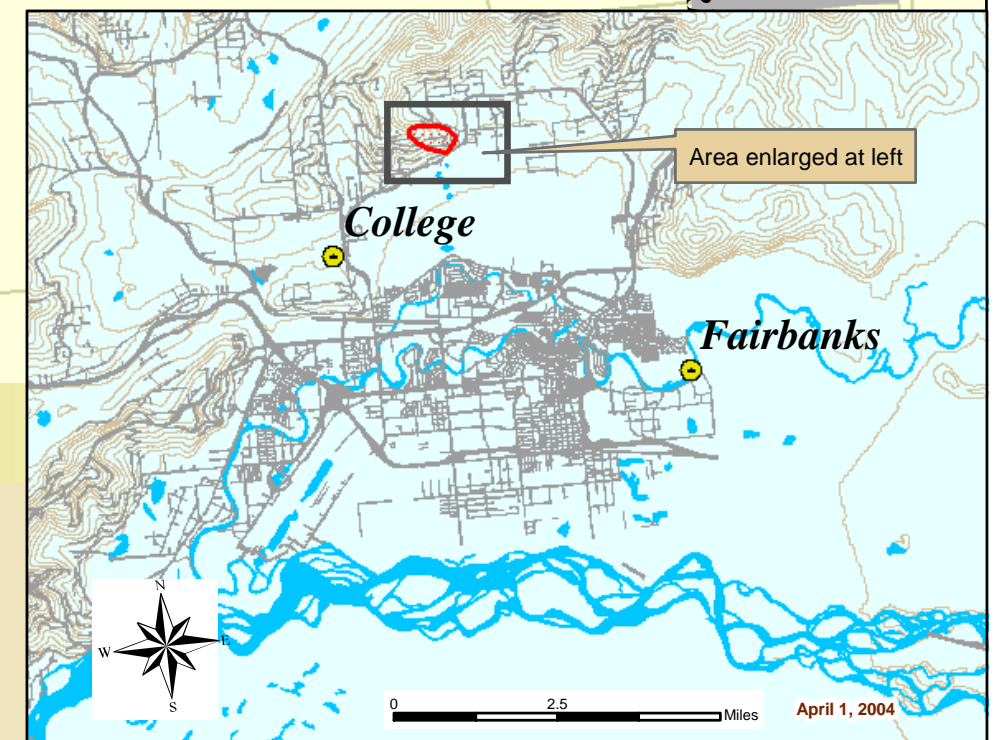 Area enlarged at left
College
Fairbanks
N
W E
S
0 2.5
Miles
April 1, 2004